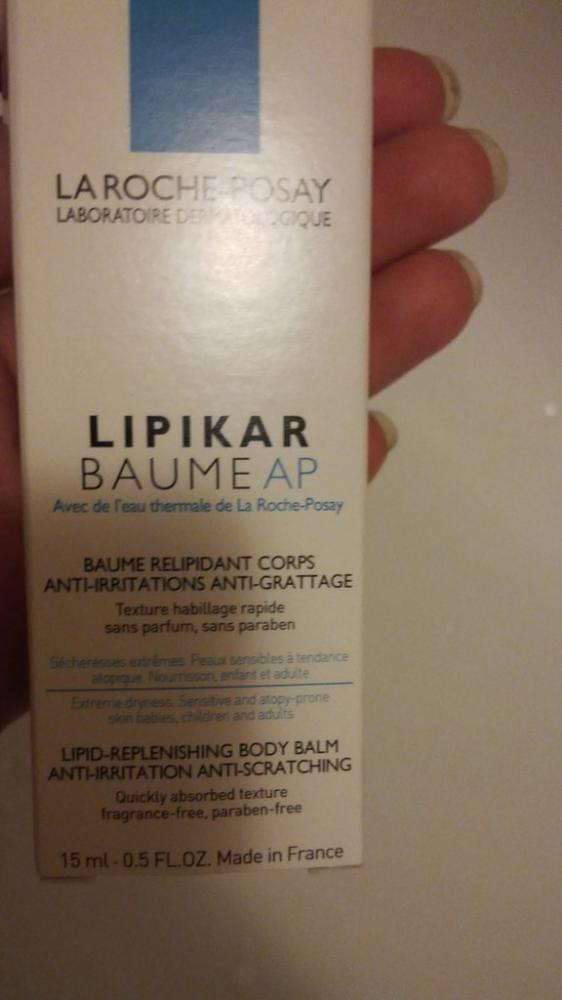 LA ROCHE-POSAY
LABORATOIRE DERMATOLOGIQUE
LIPIKAR
BAUME AP
Avec de l'eau thermale de La Roche-Posay
BAUME RELIPIDANT CORPS
ANTI-IRRITATIONS ANTI-GRATTAGE
Texture habillage rapide
sans parfum, sans paraben
Sécheresses extrêmes. Peaux sensibles à tendance
atopique. Nourrisson, enfant et adulte
Extreme dryness. Sensitive and atopy-prone
skin babies, children and adults
LIPID-REPLENISHING BODY BALM
ANTI-IRRITATION ANTI-SCRATCHING
Quickly absorbed texture
fragrance-free, paraben-free
15 ml - 0.5 FL.OZ. Made in France